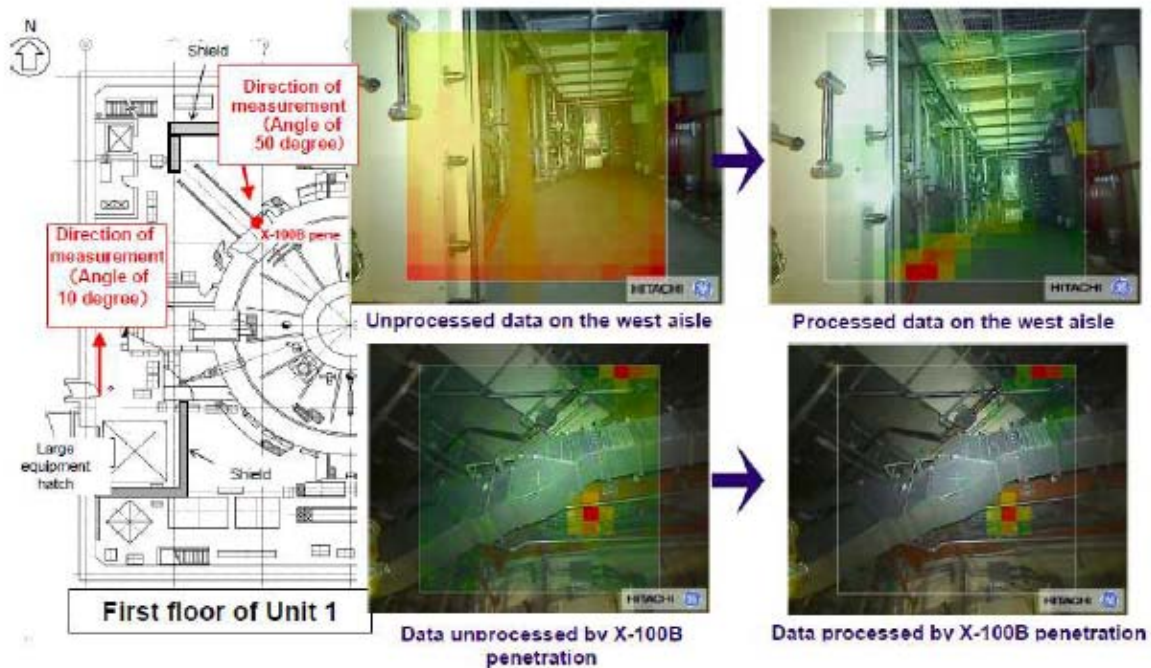 N
Shield
Direction of
measurement
(Angle of
50 degree)
X-100B pene
Direction of
measurement
(Angle of
10 degree)
Large
equipment
hatch
Shield
First floor of Unit 1
HITACHI
Unprocessed data on the west aisle
HITACHI
Processed data on the west aisle
HITACHI
Data unprocessed by X-100B
penetration
HITACHI
Data processed by X-100B penetration